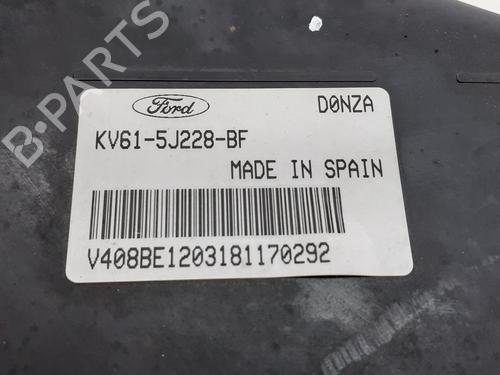 B-PARTS
Ford D0NZA
KV61-5J228-BF
MADE IN SPAIN
V408BE1203181170292